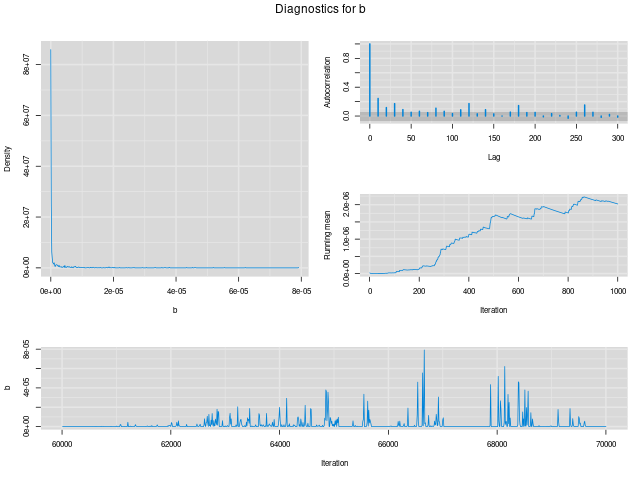 Diagnostics for b
Density
0e+00 2e+07 4e+07 6e+07 8e+07
0e+00 2e-05 4e-05 6e-05 8e-05
b
Autocorrelation
0.0 0.4 0.8
0 50 100 150 200 250 300
Lag
Running mean
0.0e+00 1.0e-06 2.0e-06
0 200 400 600 800 1000
Iteration
b
0e+00 4e-05 8e-05
60000 62000 64000 66000 68000 70000
Iteration